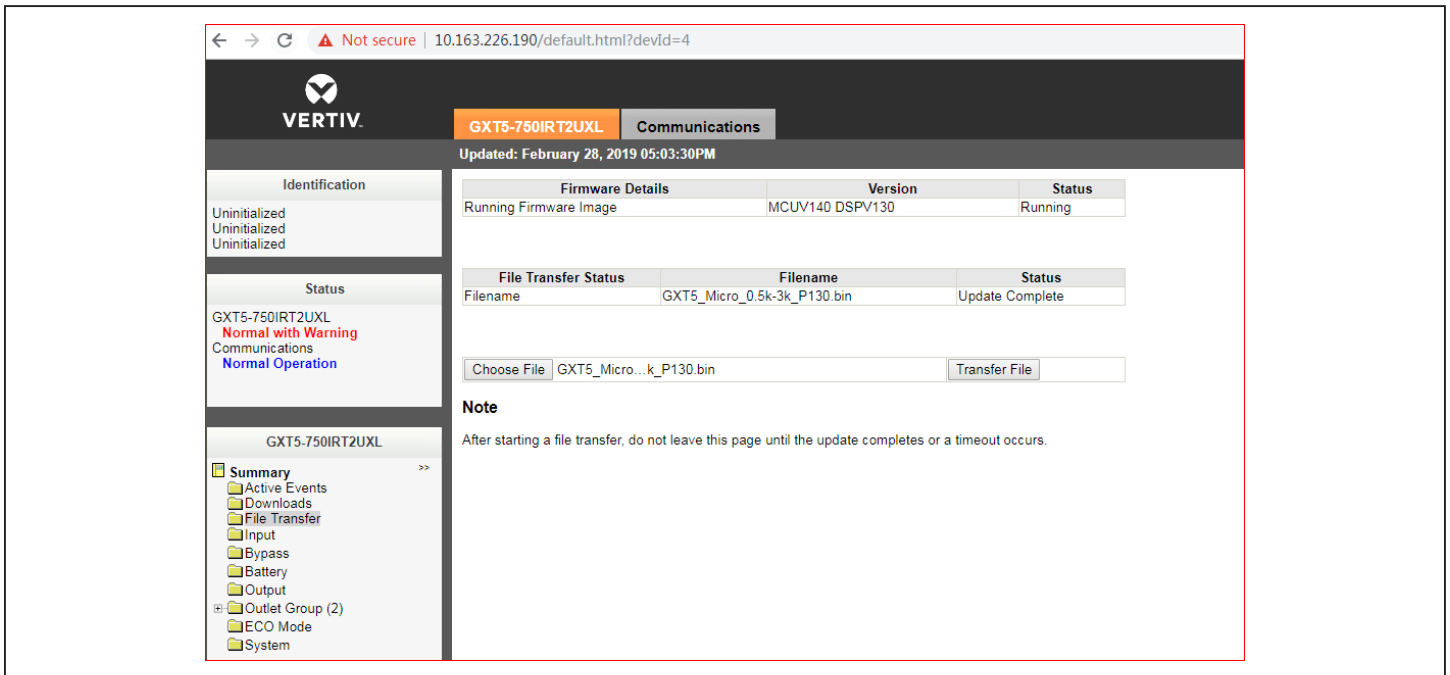 Not secure | 10.163.226.190/default.html?devId=4
VERTIV.
GXT5-750IRT2UXL Communications
Updated: February 28, 2019 05:03:30PM
Identification
Uninitialized
Uninitialized
Uninitialized
Status
GXT5-750IRT2UXL
Normal with Warning
Communications
Normal Operation
GXT5-750IRT2UXL
Summary >>
Active Events
Downloads
File Transfer
Input
Bypass
Battery
Output
Outlet Group (2)
ECO Mode
System
Firmware Details Version Status
Running Firmware Image MCUV140 DSPV130 Running
File Transfer Status Filename Status
Filename GXT5_Micro_0.5k-3k_P130.bin Update Complete
Choose File GXT5_Micro…k_P130.bin Transfer File
Note
After starting a file transfer, do not leave this page until the update completes or a timeout occurs.